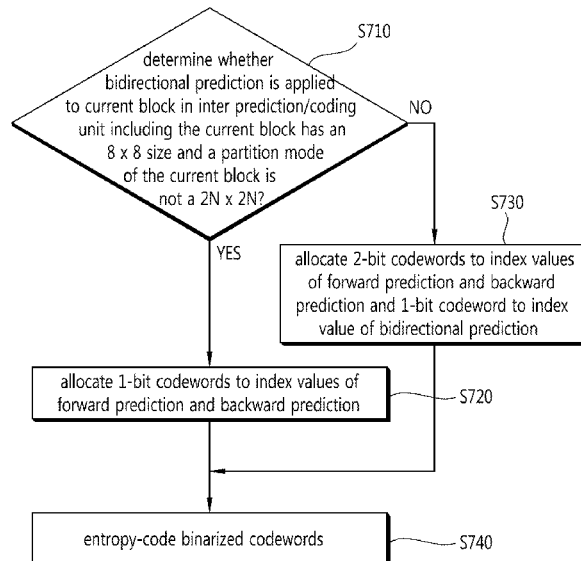 S710
determine whether
bidirectional prediction is applied
to current block in inter prediction/coding
unit including the current block has an
8 x 8 size and a partition mode
of the current block is
not a 2N x 2N?
NO
YES
S730
allocate 2-bit codewords to index values
of forward prediction and backward
prediction and 1-bit codeword to index
value of bidirectional prediction
allocate 1-bit codewords to index values of
forward prediction and backward prediction
S720
entropy-code binarized codewords
S740